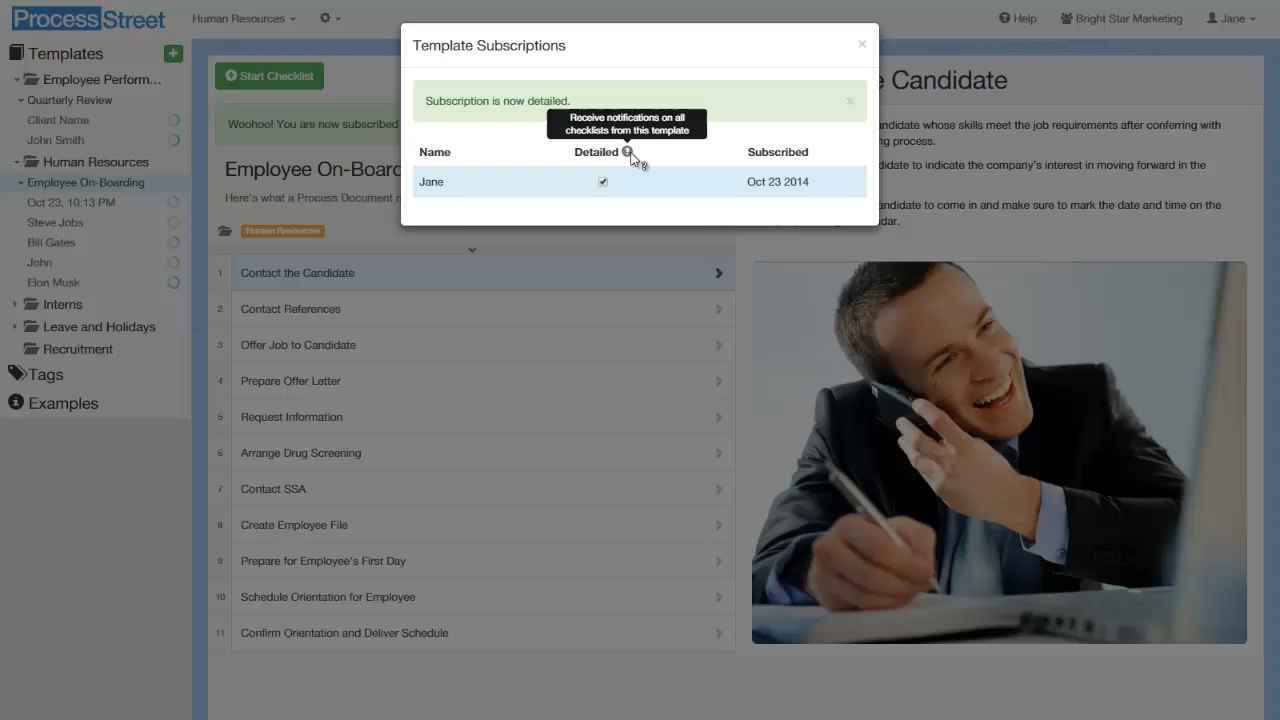 ProcessStreet
Human Resources
Help
Bright Star Marketing
Jane
Templates
Employee Perform...
Quarterly Review
Client Name
John Smith
Human Resources
Employee On-Boarding
Oct 23, 10:13 PM
Steve Jobs
Bill Gates
John
Elon Musk
Interns
Leave and Holidays
Recruitment
Tags
Examples
Template Subscriptions
×
Subscription is now detailed.
×
Receive notifications on all
checklists from this template
Name Detailed Subscribed
Jane Oct 23 2014
Start Checklist
Woohoo! You are now subscribed
Employee On-Boar
Here's what a Process Document
Human Resources
1 Contact the Candidate
2 Contact References
3 Offer Job to Candidate
4 Prepare Offer Letter
5 Request Information
6 Arrange Drug Screening
7 Contact SSA
8 Create Employee File
9 Prepare for Employee's First Day
10 Schedule Orientation for Employee
11 Confirm Orientation and Deliver Schedule
e Candidate
andidate whose skills meet the job requirements after conferring with
ng process.
didate to indicate the company's interest in moving forward in the
andidate to come in and make sure to mark the date and time on the
dar.